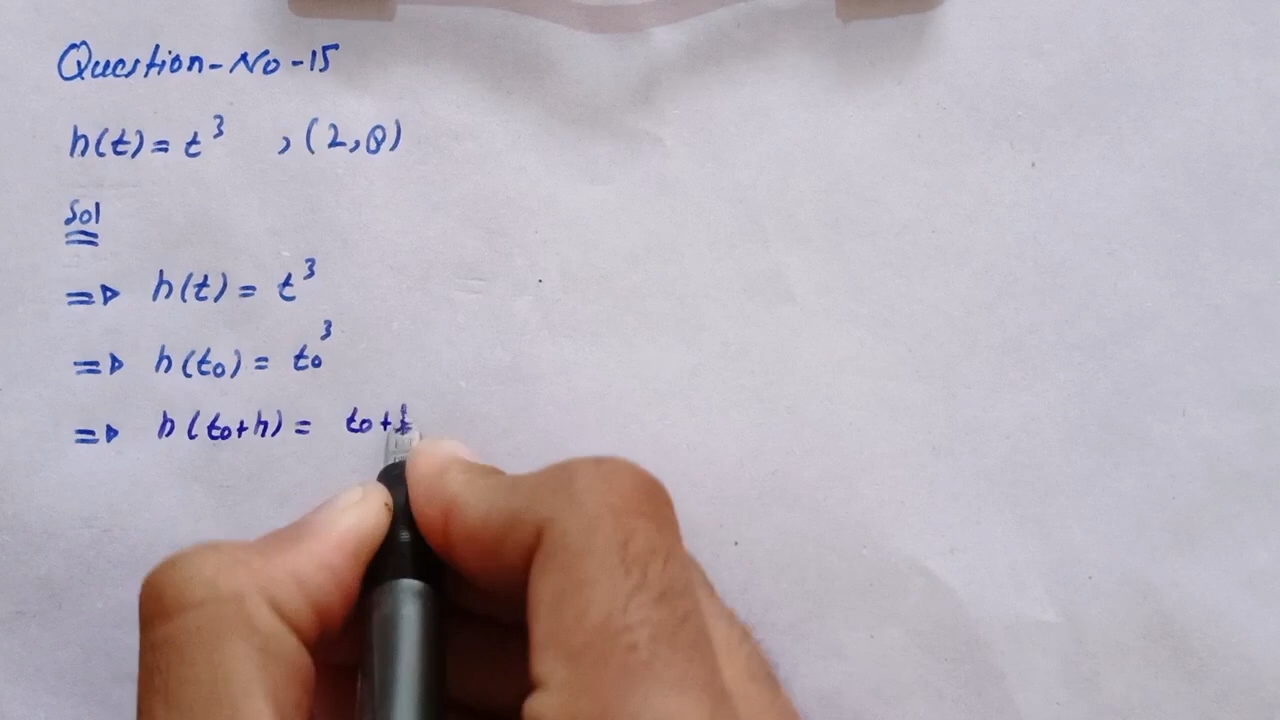 Question-No-15
h(t) = t³ , (2,8)
Sol
=> h(t) = t³
=> h(t₀) = t₀³
=> h(t₀+h) = t₀+